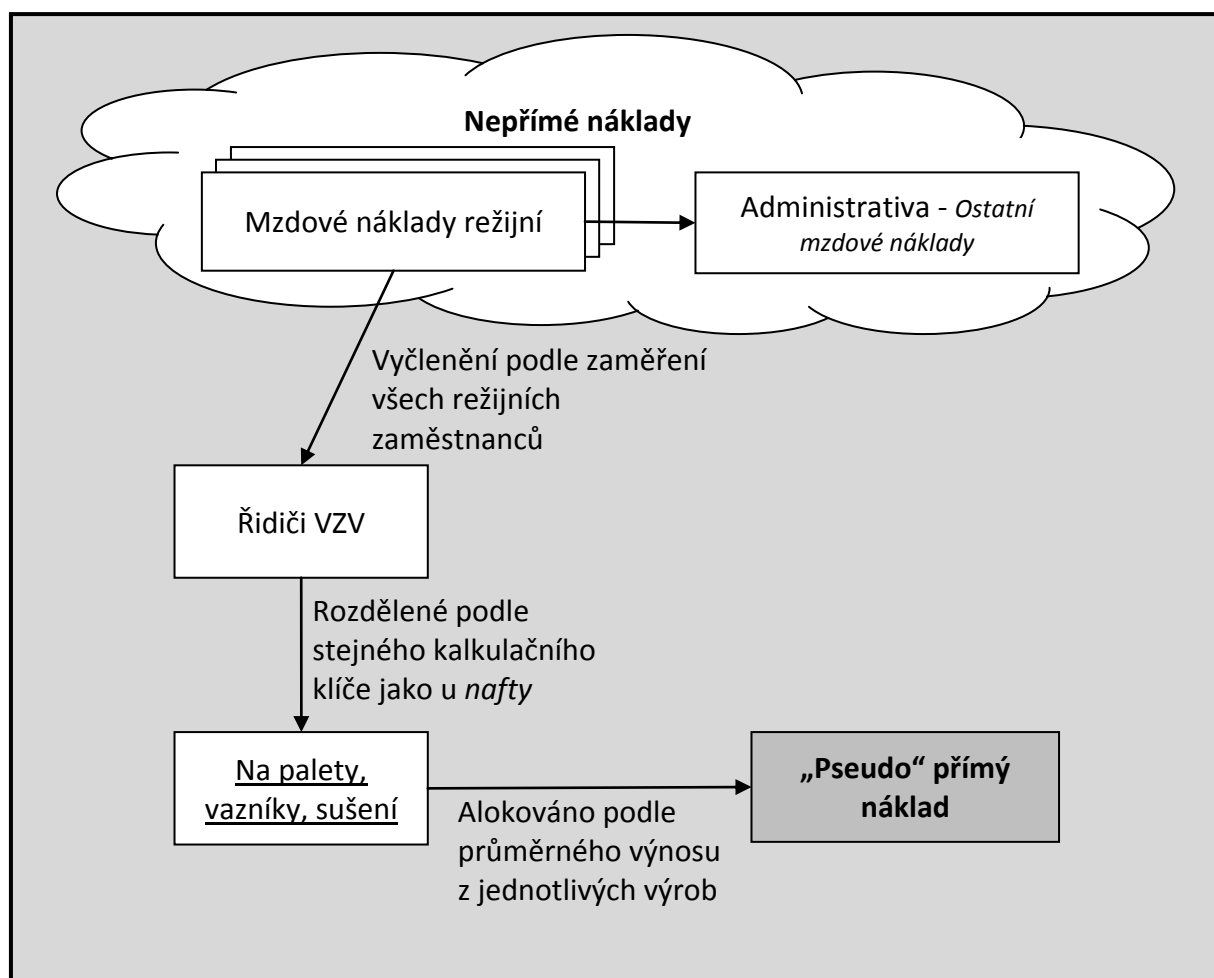 Nepřímé náklady
Mzdové náklady režijní
Administrativa - Ostatní
mzdové náklady
Vyčlenění podle zaměření
všech režijních
zaměstnanců
Řidiči VZV
Rozdělené podle
stejného kalkulačního
klíče jako u nafty
Na palety,
vazníky, sušení
Alokováno podle
průměrného výnosu
z jednotlivých výrob
„Pseudo“ přímý
náklad